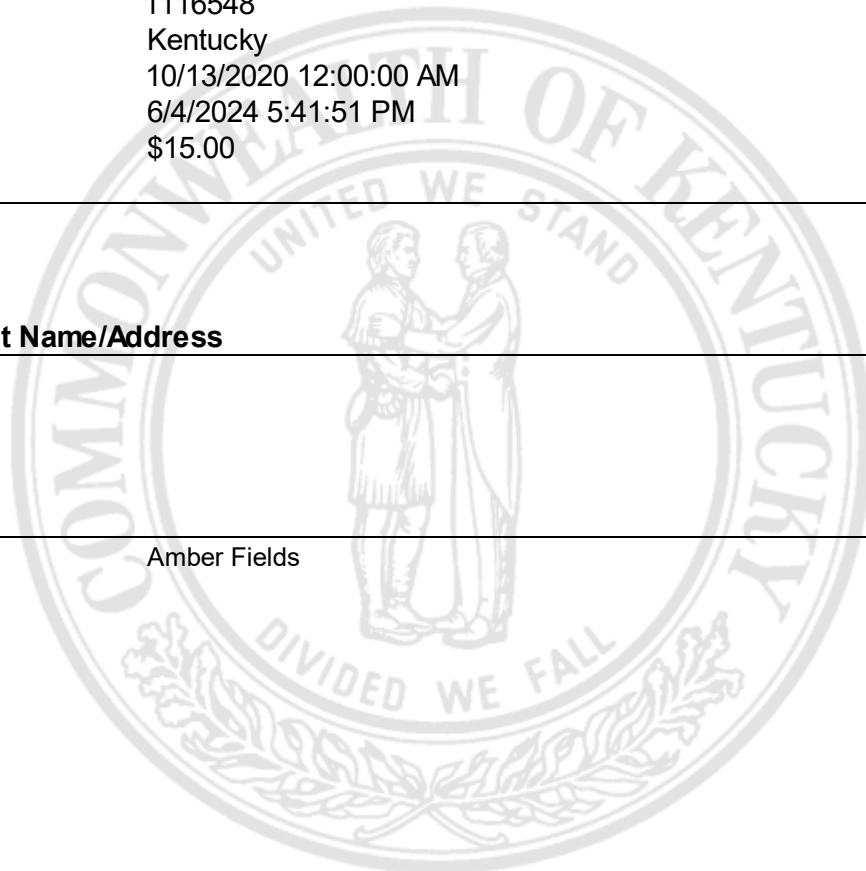 1116548
Kentucky
10/13/2020 12:00:00 AM
6/4/2024 5:41:51 PM
$15.00
t Name/Address
Amber Fields
COMMONWEALTH OF KENTUCKY
UNITED WE STAND
DIVIDED WE FALL